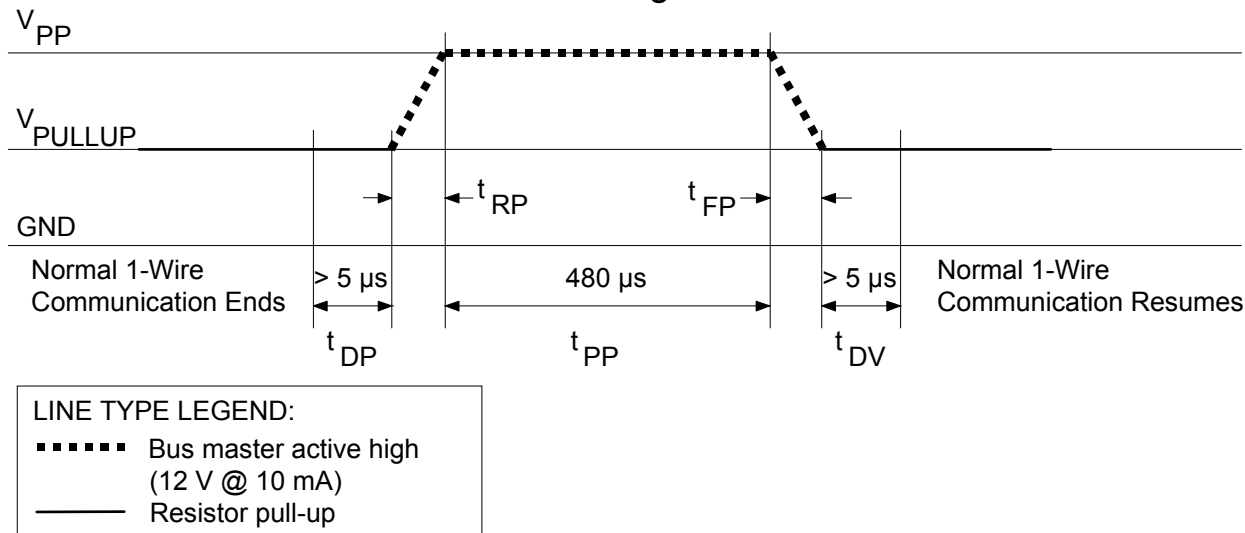 V PP
V PULLUP
t RP
t FP
GND
Normal 1-Wire
Communication Ends
> 5 µs
480 µs
> 5 µs
Normal 1-Wire
Communication Resumes
t DP
t PP
t DV
LINE TYPE LEGEND:
Bus master active high
(12 V @ 10 mA)
Resistor pull-up